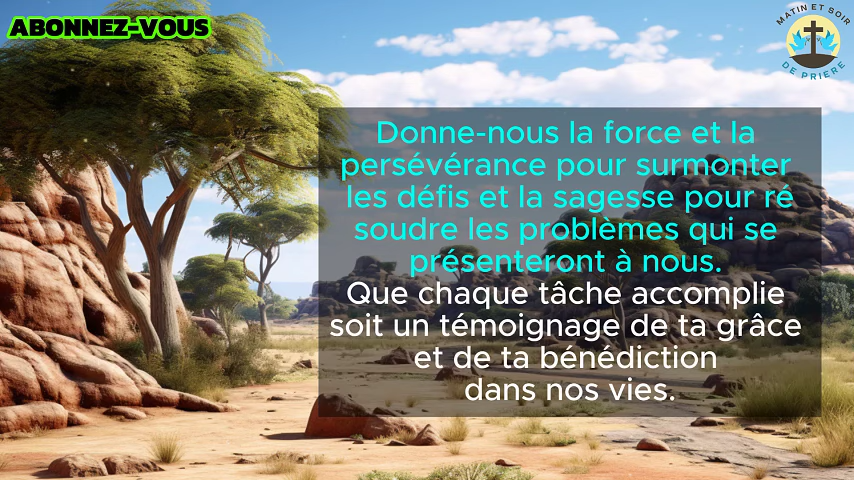 ABONNEZ-VOUS
MATIN ET SOIR
DE PRIERE
Donne-nous la force et la
persévérance pour surmonter
les défis et la sagesse pour ré
soudre les problèmes qui se
présenteront à nous.
Que chaque tâche accomplie
soit un témoignage de ta grâce
et de ta bénédiction
dans nos vies.